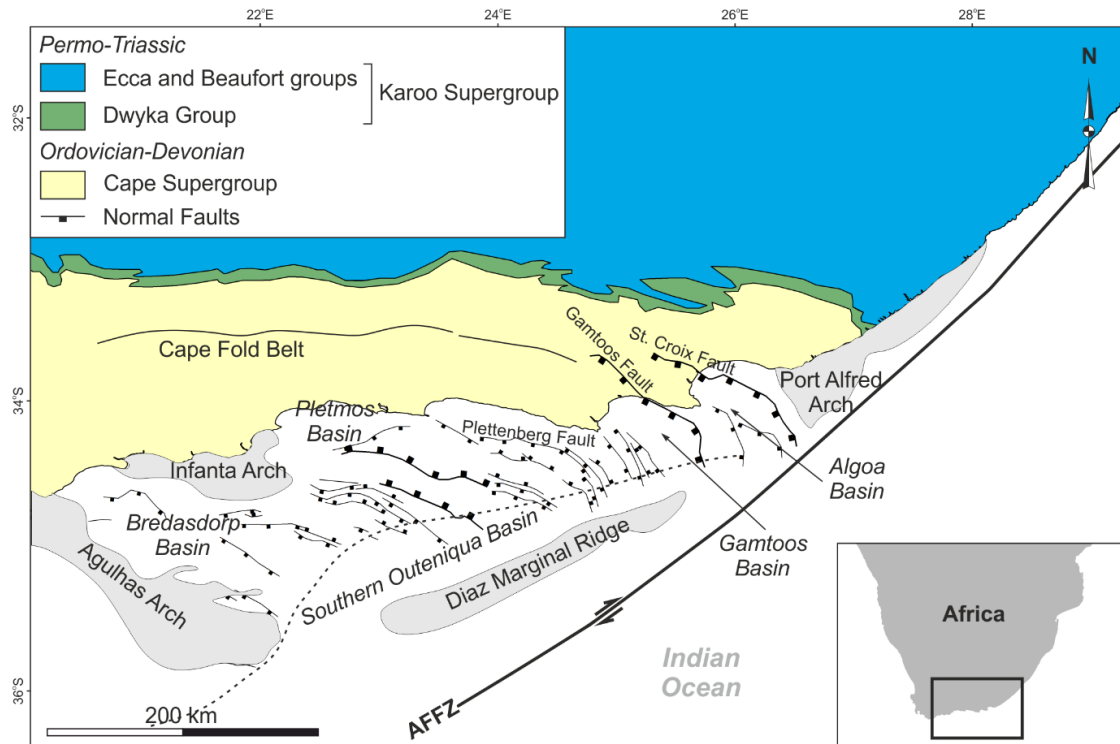 22°E
24°E
26°E
28°E
32°S
34°S
36°S
Permo-Triassic
Ecca and Beaufort groups
Karoo Supergroup
Dwyka Group
Ordovician-Devonian
Cape Supergroup
Normal Faults
N
Cape Fold Belt
Gamtoos Fault
St. Croix Fault
Port Alfred
Arch
Pletmos
Basin
Plettenberg Fault
Infanta Arch
Algoa
Basin
Bredasdorp
Basin
Southern Outeniqua Basin
Gamtoos
Basin
Diaz Marginal Ridge
Agulhas Arch
Africa
Indian
Ocean
AFFZ
200 km